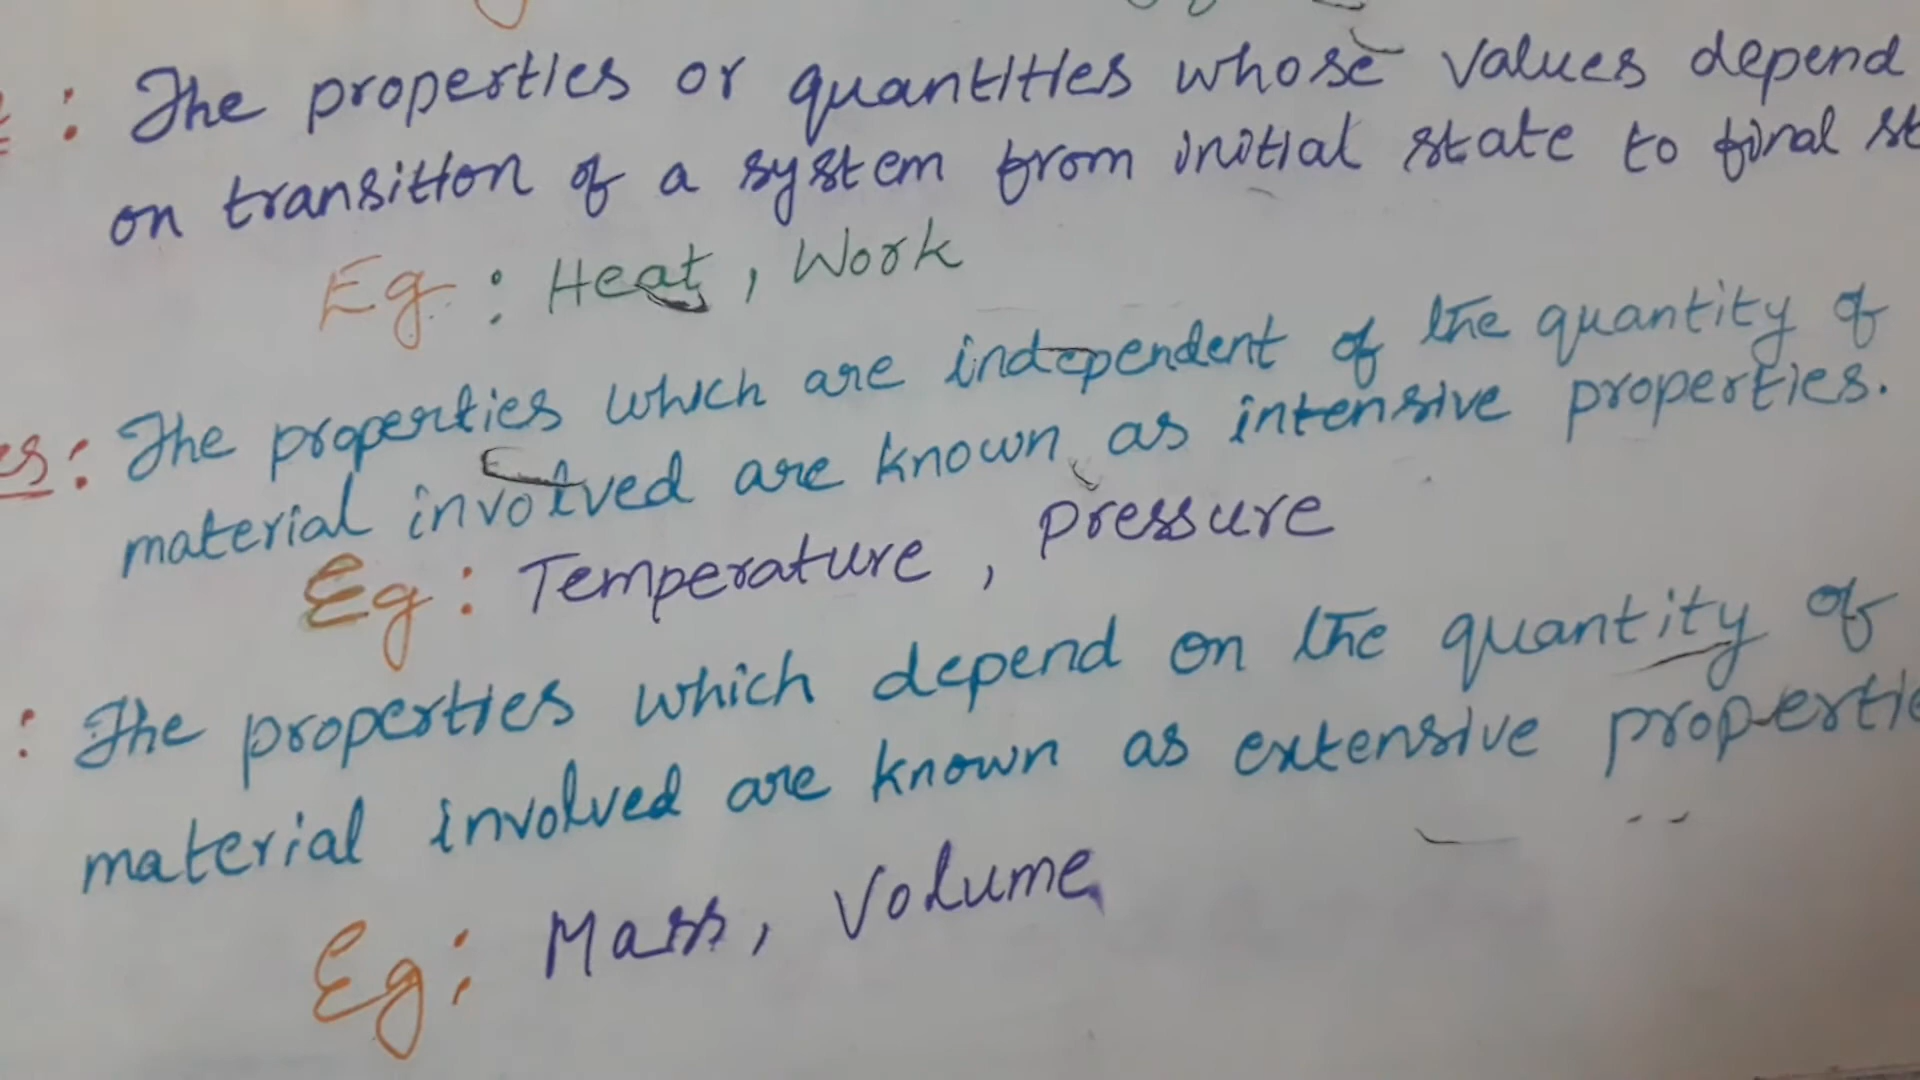 : The properties or quantities whose values depend
on transition of a system from initial state to final
Eg : Heat, Work
: The properties which are independent of the quantity of
material involved are known as intensive properties.
Eg : Temperature, pressure
: The properties which depend on the quantity of
material involved are known as extensive
Eg: Mass, Volume